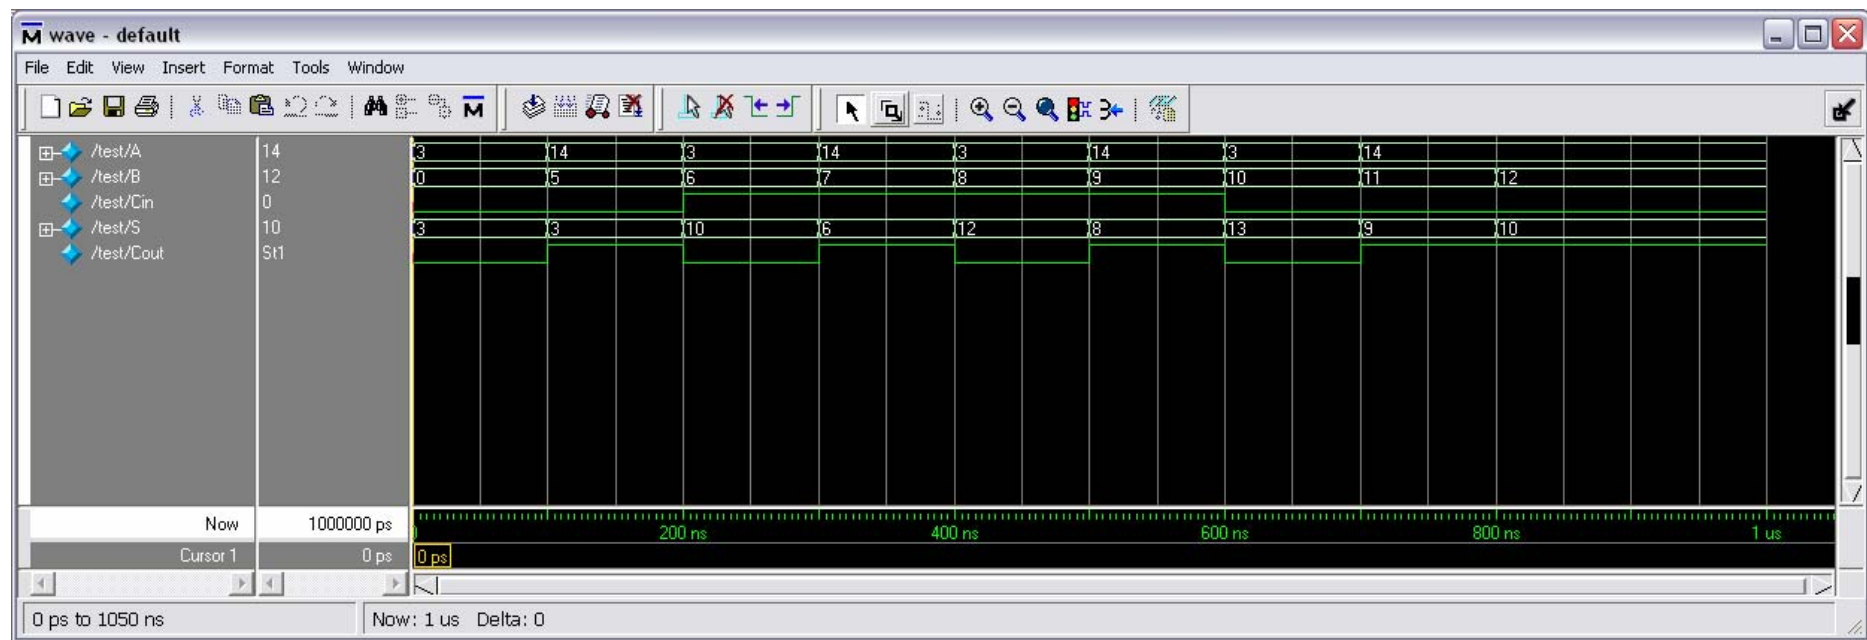 M wave - default
File Edit View Insert Format Tools Window
/test/A 14 3 14 3 14 3 14 3 14
/test/B 12 0 5 6 7 8 9 10 11 12
/test/Cin 0
/test/S 10 3 3 10 6 12 8 13 9 10
/test/Cout St1
Now 1000000 ps 200 ns 400 ns 600 ns 800 ns 1 us
Cursor 1 0 ps 0 ps
0 ps to 1050 ns Now: 1 us Delta: 0